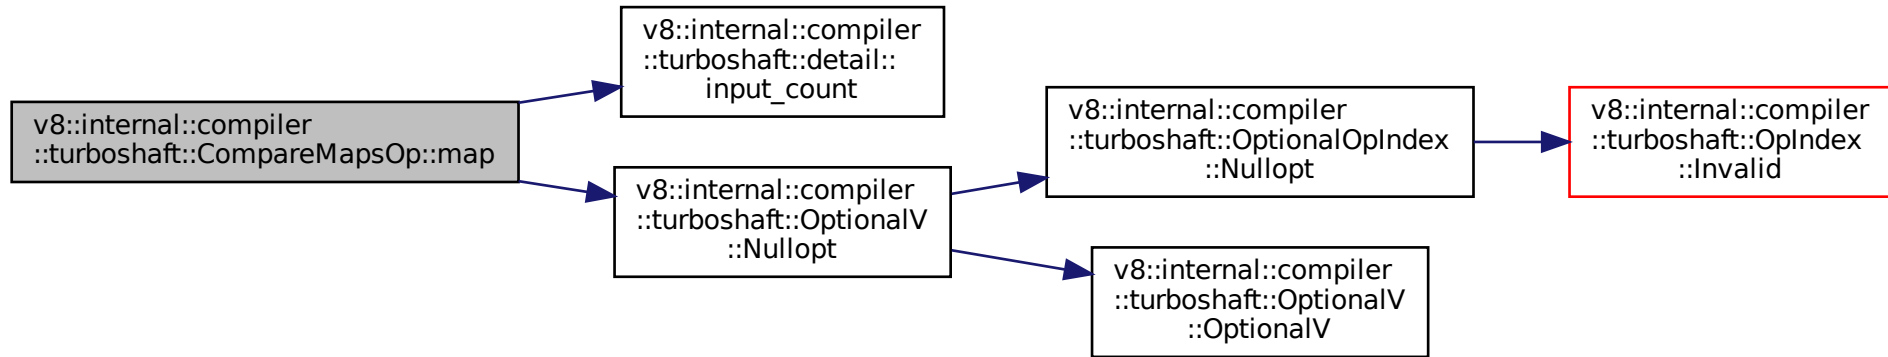 v8::internal::compiler
::turboshaft::CompareMapsOp::map
v8::internal::compiler
::turboshaft::detail::
input_count
v8::internal::compiler
::turboshaft::OptionalV
::Nullopt
v8::internal::compiler
::turboshaft::OptionalOpIndex
::Nullopt
v8::internal::compiler
::turboshaft::OpIndex
::Invalid
v8::internal::compiler
::turboshaft::OptionalV
::OptionalV